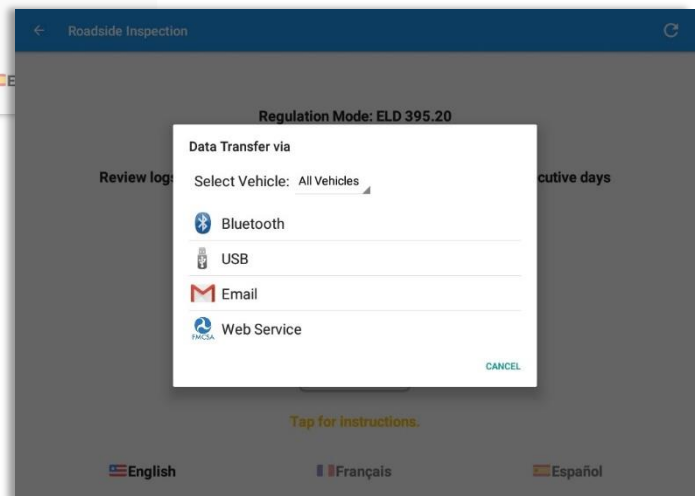 Roadside Inspection
E
Regulation Mode: ELD 395.20
Data Transfer via
Review logs
cutive days
Select Vehicle: All Vehicles
Bluetooth
USB
Email
FMCSA
Web Service
CANCEL
Tap for instructions.
English
Français
Español